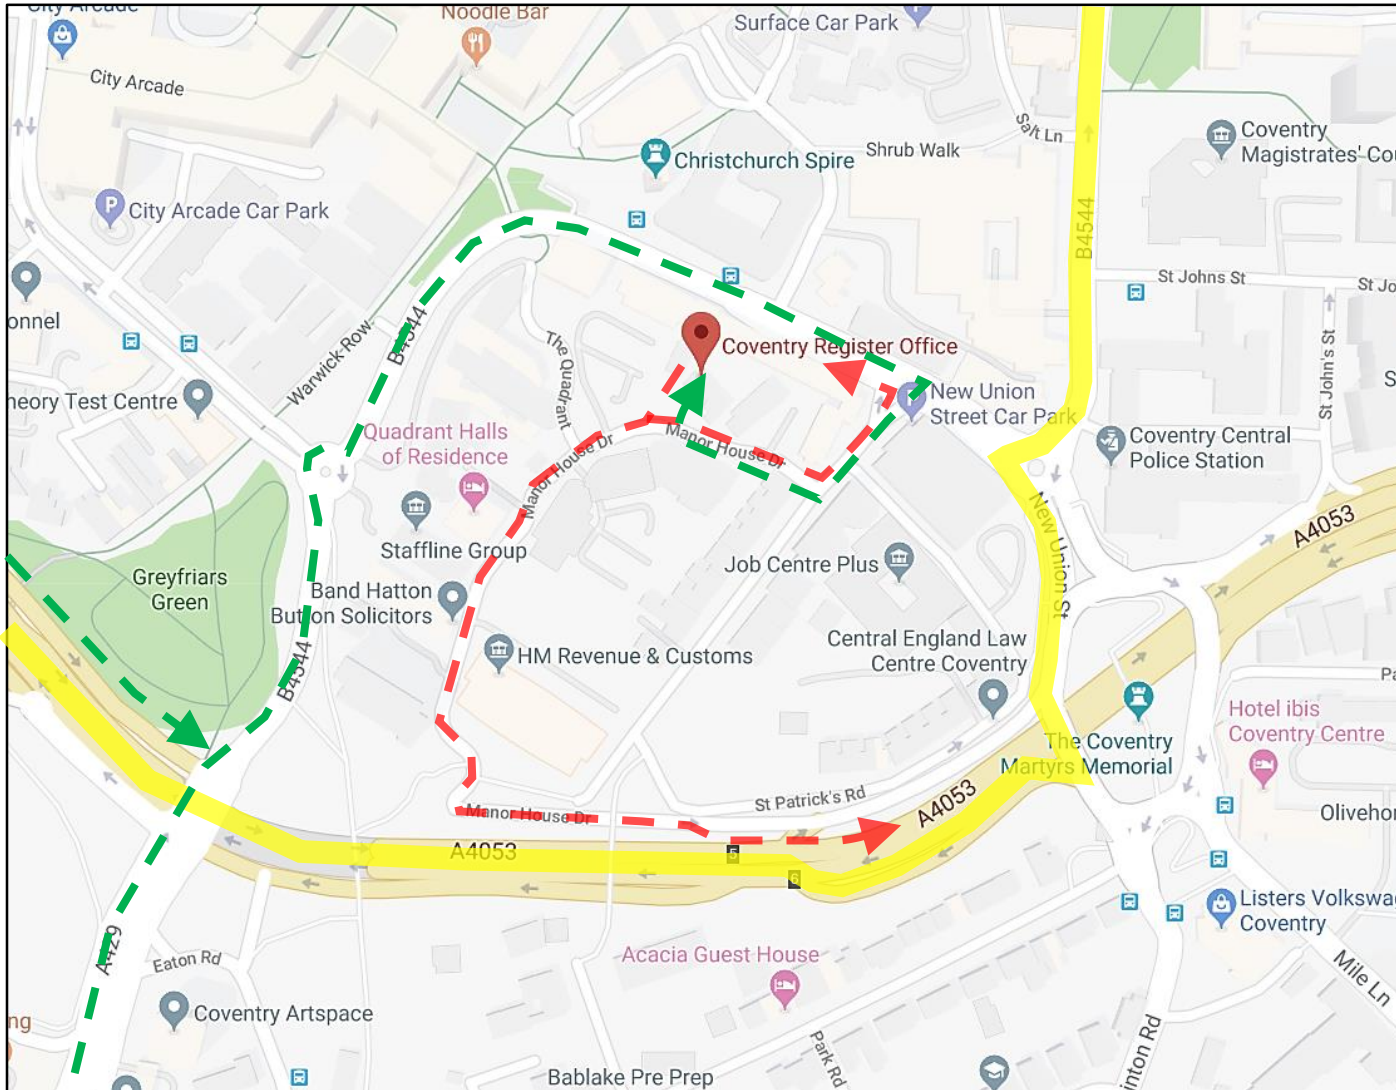 City Arcade
Noodle Bar
Surface Car Park
City Arcade
Salt Ln
Coventry
Magistrates' Co
Christchurch Spire
Shrub Walk
City Arcade Car Park
B4544
St Johns St
St Jo
onnel
B4544
Warwick Row
The Quadrant
Coventry Register Office
St John's St
S
heory Test Centre
New Union
Street Car Park
Quadrant Halls
of Residence
Manor House Dr
Manor House Dr
Coventry Central
Police Station
Staffline Group
New Union St
A4053
Job Centre Plus
Greyfriars
Green
Band Hatton
Button Solicitors
HM Revenue & Customs
Central England Law
Centre Coventry
B4544
Pa
Hotel ibis
Coventry Centre
The Coventry
Martyrs Memorial
St Patrick's Rd
A4053
Manor House Dr
Oliveho
A4053
5
6
Listers Volkswa
Coventry
A429
Eaton Rd
Acacia Guest House
Mile Ln
Coventry Artspace
ng
Park Rd
inton Rd
Bablake Pre Prep